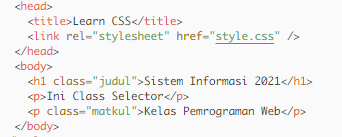 <head>
<title>Learn CSS</title>
<link rel="stylesheet" href="style.css" />
</head>
<body>
<h1 class="judul">Sistem Informasi 2021</h1>
<p>Ini Class Selector</p>
<p class="matkul">Kelas Pemrograman Web</p>
</body>